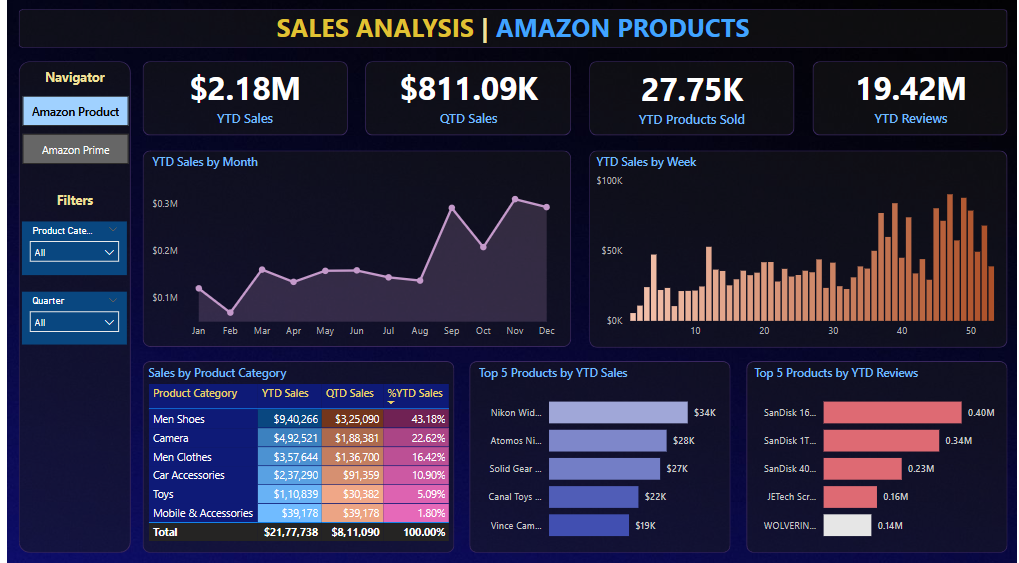 SALES ANALYSIS | AMAZON PRODUCTS
Navigator
Amazon Product
Amazon Prime
Filters
Product Cate...
All
Quarter
All
$2.18M
YTD Sales
$811.09K
QTD Sales
27.75K
YTD Products Sold
19.42M
YTD Reviews
YTD Sales by Month
$0.3M
$0.2M
$0.1M
Jan Feb Mar Apr May Jun Jul Aug Sep Oct Nov Dec
YTD Sales by Week
$100K
$50K
$0K
10 20 30 40 50
Sales by Product Category
Product Category YTD Sales QTD Sales %YTD Sales
Men Shoes $9,40,266 $3,25,090 43.18%
Camera $4,92,521 $1,88,381 22.62%
Men Clothes $3,57,644 $1,36,700 16.42%
Car Accessories $2,37,290 $91,359 10.90%
Toys $1,10,839 $30,382 5.09%
Mobile & Accessories $39,178 $39,178 1.80%
Total $21,77,738 $8,11,090 100.00%
Top 5 Products by YTD Sales
Nikon Wid... $34K
Atomos Ni... $28K
Solid Gear ... $27K
Canal Toys ... $22K
Vince Cam... $19K
Top 5 Products by YTD Reviews
SanDisk 16... 0.40M
SanDisk 1T... 0.34M
SanDisk 40... 0.23M
JETech Scr... 0.16M
WOLVERIN... 0.14M